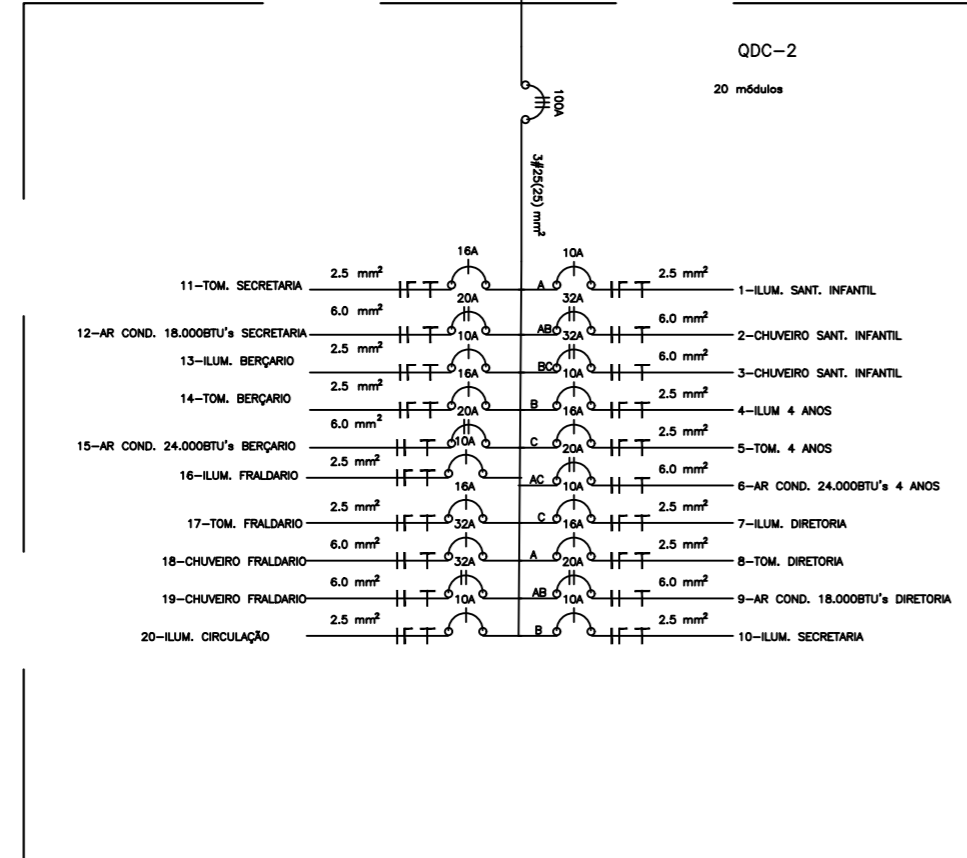 QDC-2
20 módulos
100A
3#25(25) mm²
16A
10A
2.5 mm²
2.5 mm²
11-TOM. SECRETARIA
A
1-ILUM. SANT. INFANTIL
20A
32A
6.0 mm²
6.0 mm²
12-AR COND. 18.000BTU's SECRETARIA
AB
2-CHUVEIRO SANT. INFANTIL
10A
32A
2.5 mm²
6.0 mm²
13-ILUM. BERÇARIO
BC
3-CHUVEIRO SANT. INFANTIL
16A
10A
2.5 mm²
2.5 mm²
14-TOM. BERÇARIO
B
4-ILUM 4 ANOS
20A
16A
6.0 mm²
2.5 mm²
15-AR COND. 24.000BTU's BERÇARIO
C
5-TOM. 4 ANOS
10A
20A
2.5 mm²
6.0 mm²
16-ILUM. FRALDARIO
AC
6-AR COND. 24.000BTU's 4 ANOS
16A
10A
2.5 mm²
2.5 mm²
17-TOM. FRALDARIO
C
7-ILUM. DIRETORIA
32A
16A
6.0 mm²
2.5 mm²
18-CHUVEIRO FRALDARIO
A
8-TOM. DIRETORIA
32A
20A
6.0 mm²
6.0 mm²
19-CHUVEIRO FRALDARIO
AB
9-AR COND. 18.000BTU's DIRETORIA
10A
10A
2.5 mm²
2.5 mm²
20-ILUM. CIRCULAÇÃO
B
10-ILUM. SECRETARIA